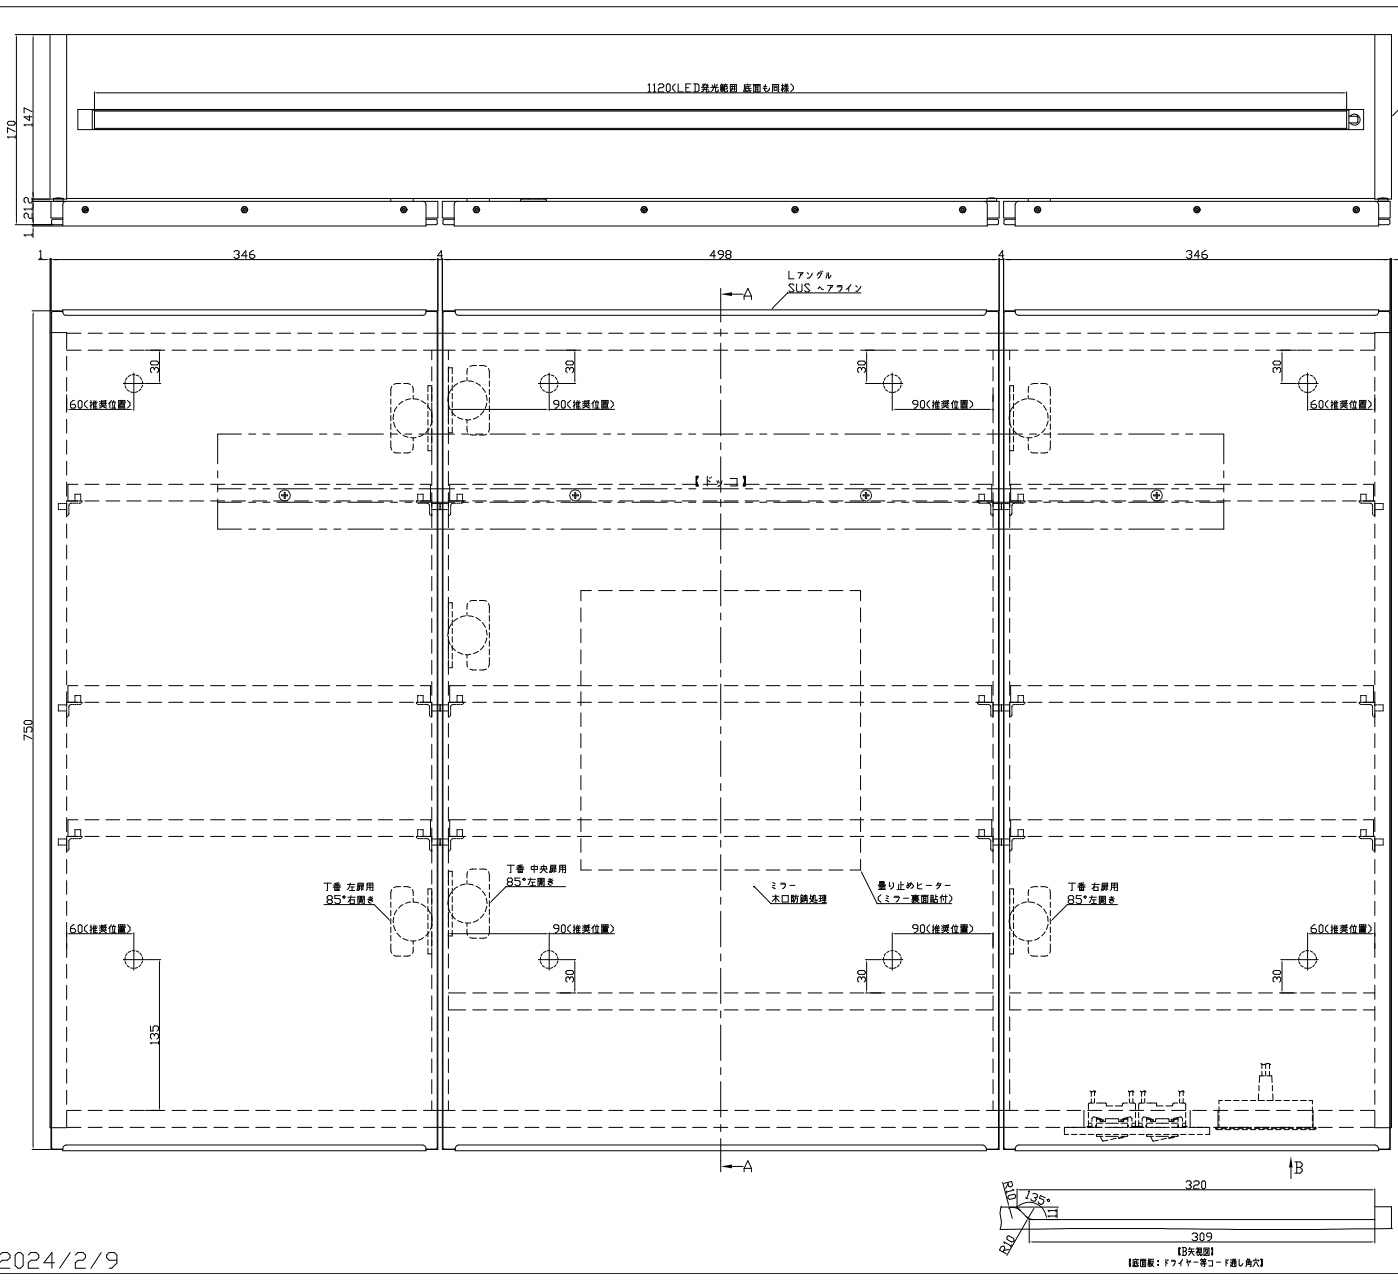 1120(LED発光範囲 底面も同様)
170
147
212
1
1
346
4
498
4
346
Lアングル
SUS ヘアライン
A
30
30
30
30
60(推奨位置)
90(推奨位置)
90(推奨位置)
60(推奨位置)
【ドッコ】
750
丁番 左扉用
85°右開き
丁番 中央扉用
85°左開き
ミラー
木口防錆処理
曇り止めヒーター
(ミラー裏面貼付)
丁番 右扉用
85°左開き
60(推奨位置)
90(推奨位置)
90(推奨位置)
60(推奨位置)
30
30
30
135
A
B
320
R10
135°
11
R10
309
【B矢視図】
【底面板：ドライヤー等コード通し角穴】
2024/2/9